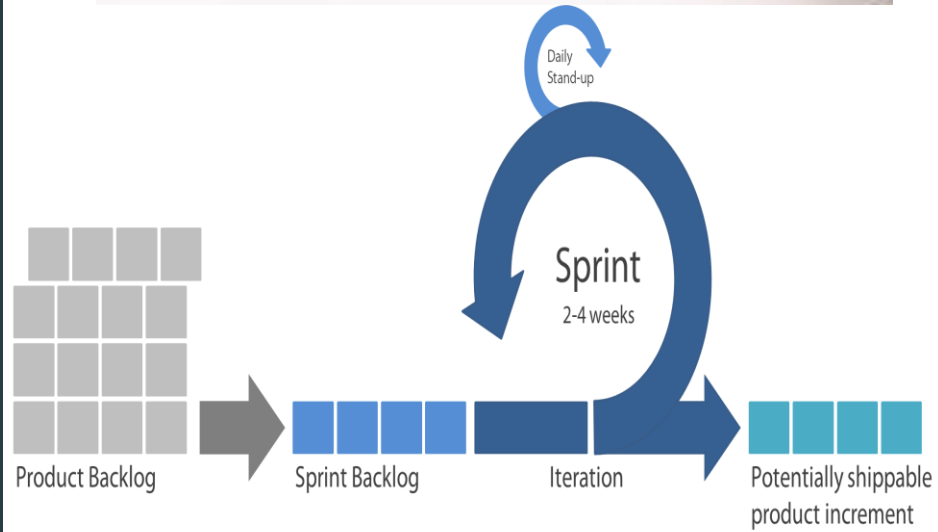 Daily
Stand-up
Sprint
2-4 weeks
Product Backlog
Sprint Backlog
Iteration
Potentially shippable
product increment